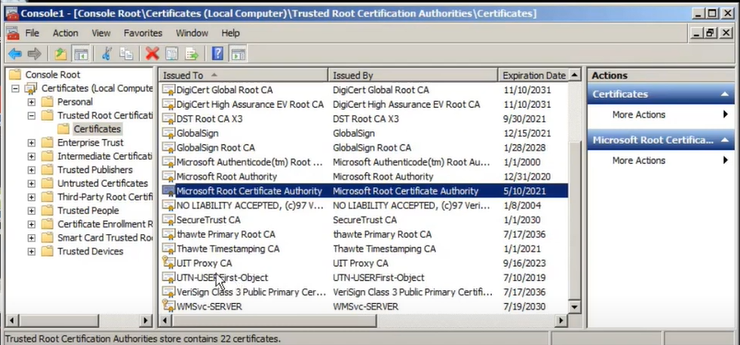 Console1 - [Console Root\Certificates (Local Computer)\Trusted Root Certification Authorities\Certificates]
File Action View Favorites Window Help
Console Root
Certificates (Local Compute
Personal
Trusted Root Certificati
Certificates
Enterprise Trust
Intermediate Certificati
Trusted Publishers
Untrusted Certificates
Third-Party Root Certifi
Trusted People
Certificate Enrollment R
Smart Card Trusted Roo
Trusted Devices
Issued To Issued By Expiration Date
DigiCert Global Root CA DigiCert Global Root CA 11/10/2031
DigiCert High Assurance EV Root CA DigiCert High Assurance EV Root CA 11/10/2031
DST Root CA X3 DST Root CA X3 9/30/2021
GlobalSign GlobalSign 12/15/2021
GlobalSign Root CA GlobalSign Root CA 1/28/2028
Microsoft Authenticode(tm) Root ... Microsoft Authenticode(tm) Root ... 1/1/2000
Microsoft Root Authority Microsoft Root Authority 12/31/2020
Microsoft Root Certificate Authority Microsoft Root Certificate Authority 5/10/2021
NO LIABILITY ACCEPTED, (c)97 V... NO LIABILITY ACCEPTED, (c)97 Veri... 1/8/2004
SecureTrust CA SecureTrust CA 1/1/2030
thawte Primary Root CA thawte Primary Root CA 7/17/2036
Thawte Timestamping CA Thawte Timestamping CA 1/1/2021
UIT Proxy CA UIT Proxy CA 9/16/2023
UTN-USERFirst-Object UTN-USERFirst-Object 7/10/2019
VeriSign Class 3 Public Primary Cer... VeriSign Class 3 Public Primary Certifi... 7/17/2036
WMSvc-SERVER WMSvc-SERVER 7/19/2030
Actions
Certificates
More Actions
Microsoft Root Certifica...
More Actions
Trusted Root Certification Authorities store contains 22 certificates.